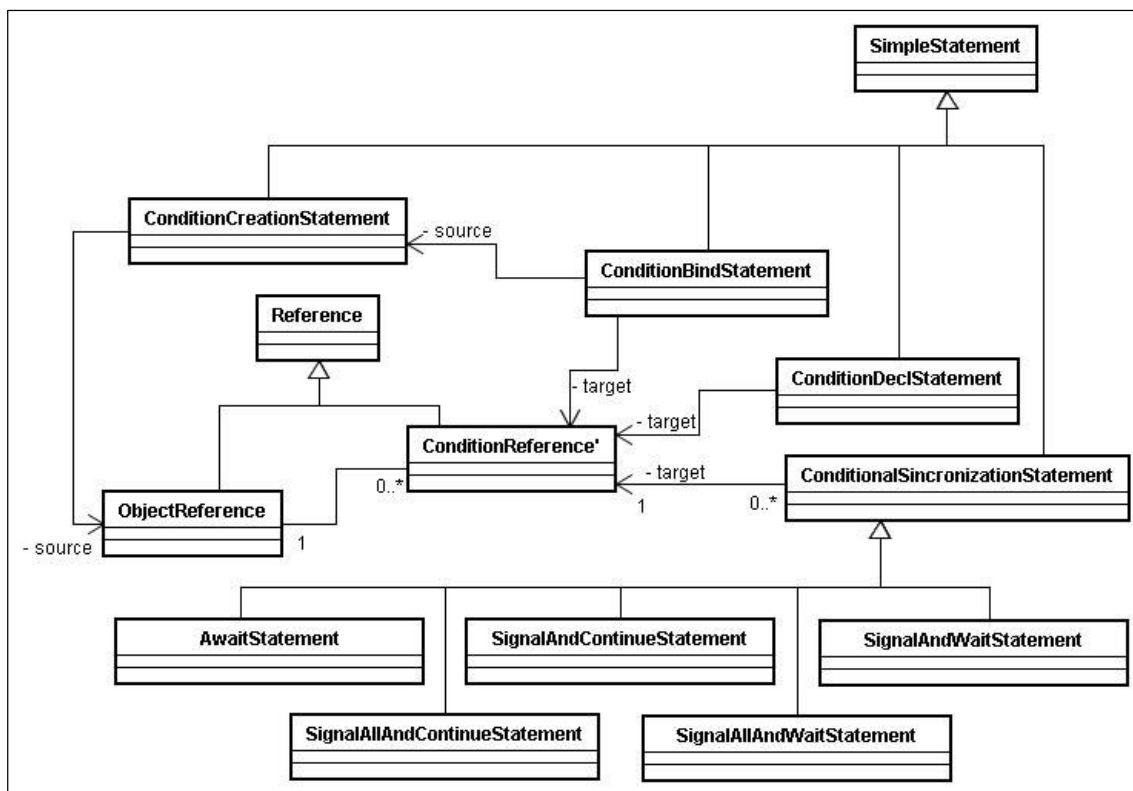 SimpleStatement
ConditionCreationStatement
- source
ConditionBindStatement
Reference
- target
ConditionDeclStatement
- target
ConditionReference'
- target
ConditionalSincronizationStatement
0..*
1
0..*
ObjectReference
1
- source
AwaitStatement
SignalAndContinueStatement
SignalAndWaitStatement
SignalAllAndContinueStatement
SignalAllAndWaitStatement